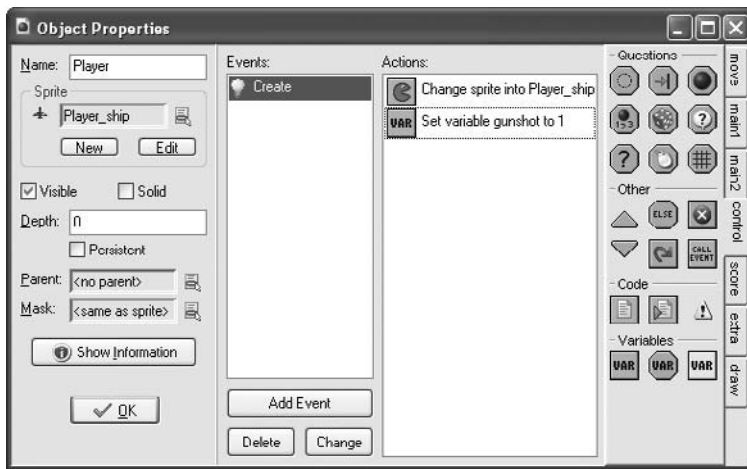 Object Properties
Name: Player
Sprite
Player_ship
New Edit
Visible Solid
Depth: 0
Persistent
Parent: <no parent>
Mask: <same as sprite>
Show Information
OK
Events:
Create
Add Event
Delete Change
Actions:
Change sprite into Player_ship
VAR Set variable gunshot to 1
Questions
1 2 3
?
?
Other
ELSE
CALL
EVENT
Code
Variables
VAR VAR VAR
move
main1
main2
control
score
extra
draw